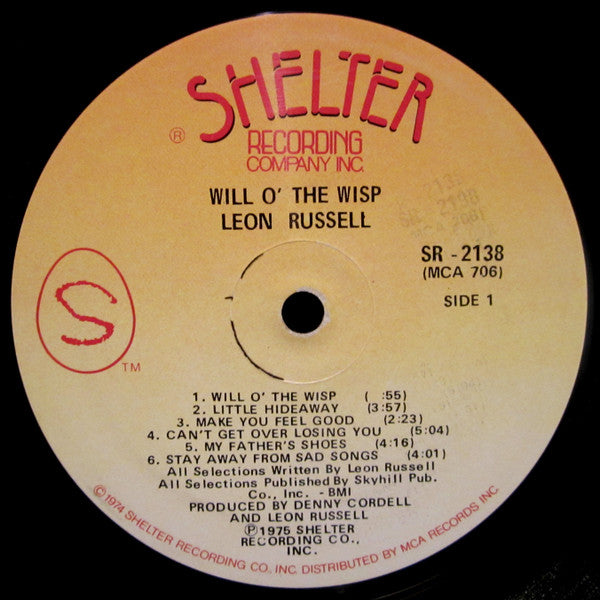 SHELTER
®
RECORDING
COMPANY INC.
WILL O' THE WISP
LEON RUSSELL
SR - 2138
(MCA 706)
SIDE 1
S
TM
1. WILL O' THE WISP ( :55)
2. LITTLE HIDEAWAY (3:57)
3. MAKE YOU FEEL GOOD (2:23)
4. CAN'T GET OVER LOSING YOU (5:04)
5. MY FATHER'S SHOES (4:16)
6. STAY AWAY FROM SAD SONGS (4:01)
All Selections Written By Leon Russell
All Selections Published By Skyhill Pub.
Co., Inc. - BMI
PRODUCED BY DENNY CORDELL
AND LEON RUSSELL
Ⓟ1975 SHELTER
RECORDING CO.,
INC.
©1974 SHELTER RECORDING CO., INC. DISTRIBUTED BY MCA RECORDS INC.